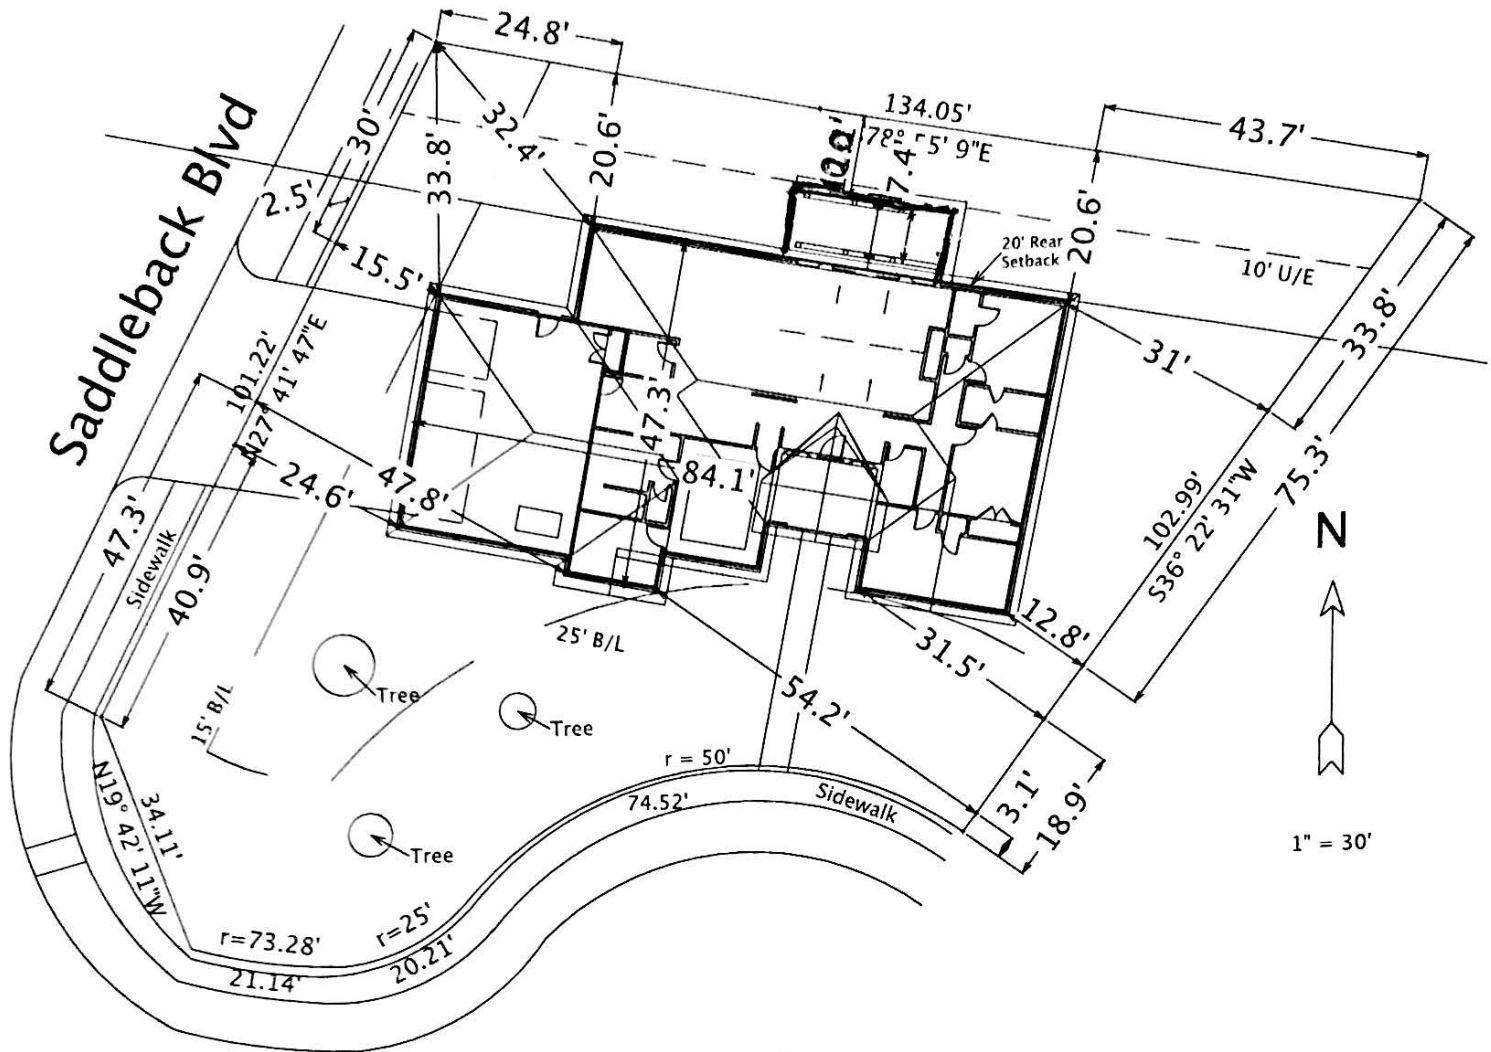 24.8'
134.05'
5' 9"E
43.7'
30'
32.4'
20.6'
33.8'
7.4'
20.6'
20' Rear
Setback
10' U/E
Saddleback Blvd
2.5'
15.5'
33.8'
31'
101.22'
N27° 41' 47"E
47.3'
84.1'
47.8'
24.6'
75.3'
102.99'
S36° 22' 31"W
N
47.3'
Sidewalk
40.9'
12.8'
25' B/L
31.5'
54.2'
15' B/L
Tree
Tree
r = 50'
74.52'
Sidewalk
3.1'
18.9'
1" = 30'
Tree
34.11'
N19° 42' 11"W
r=73.28'
r=25'
21.14'
20.21'